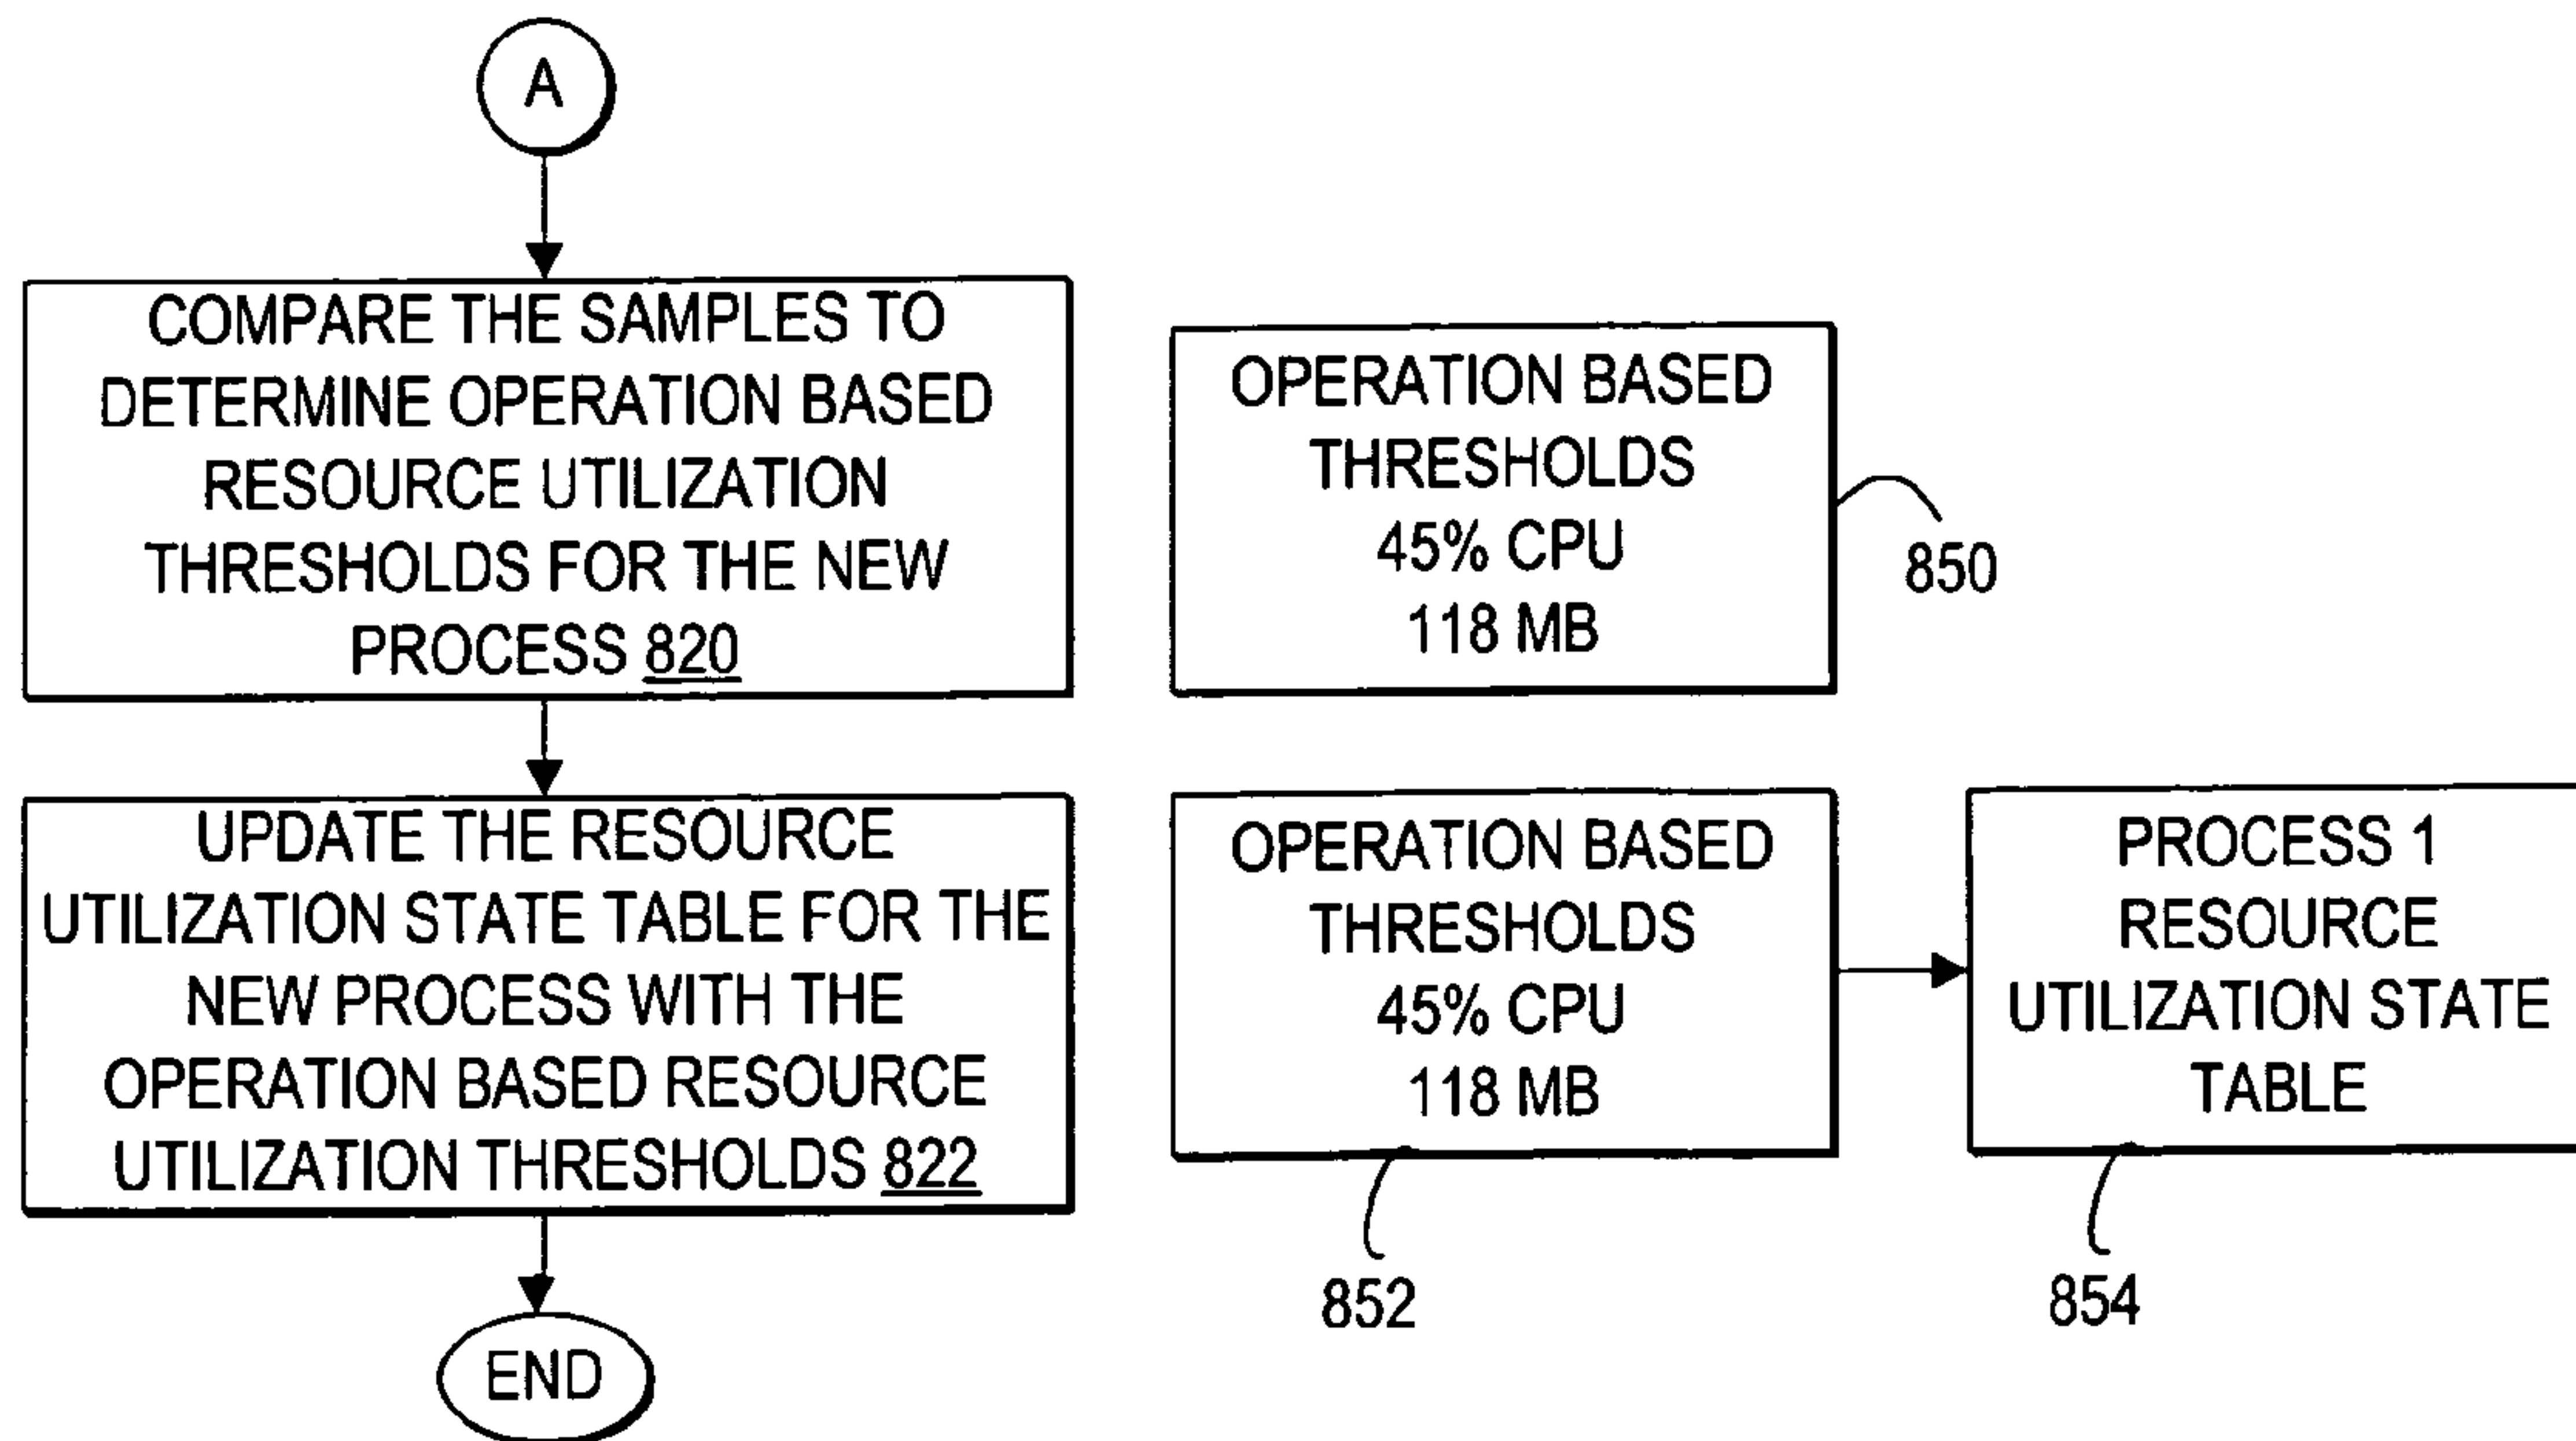 A
COMPARE THE SAMPLES TO
DETERMINE OPERATION BASED
RESOURCE UTILIZATION
THRESHOLDS FOR THE NEW
PROCESS 820
OPERATION BASED
THRESHOLDS
45% CPU
118 MB
850
UPDATE THE RESOURCE
UTILIZATION STATE TABLE FOR THE
NEW PROCESS WITH THE
OPERATION BASED RESOURCE
UTILIZATION THRESHOLDS 822
OPERATION BASED
THRESHOLDS
45% CPU
118 MB
852
PROCESS 1
RESOURCE
UTILIZATION STATE
TABLE
854
END